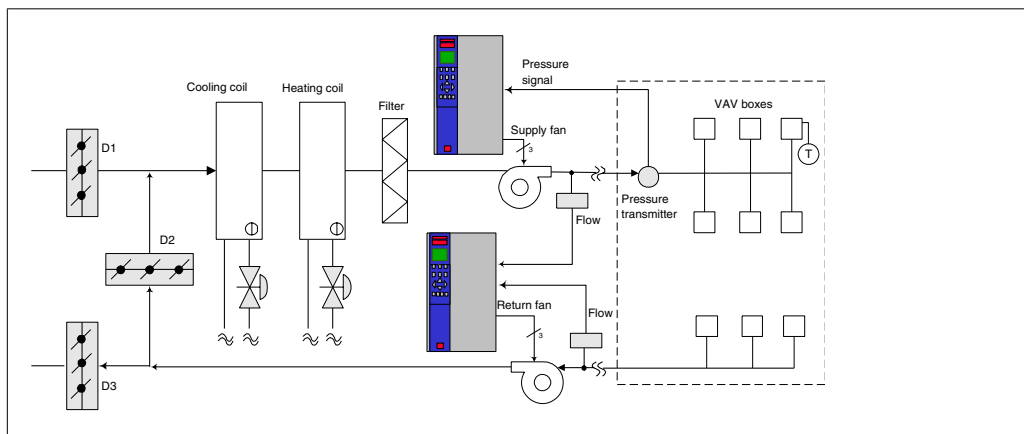 Pressure
signal
Cooling coil
Heating coil
Filter
VAV boxes
D1
Supply fan
3
T
Pressure
transmitter
Flow
D2
Return fan
Flow
3
D3